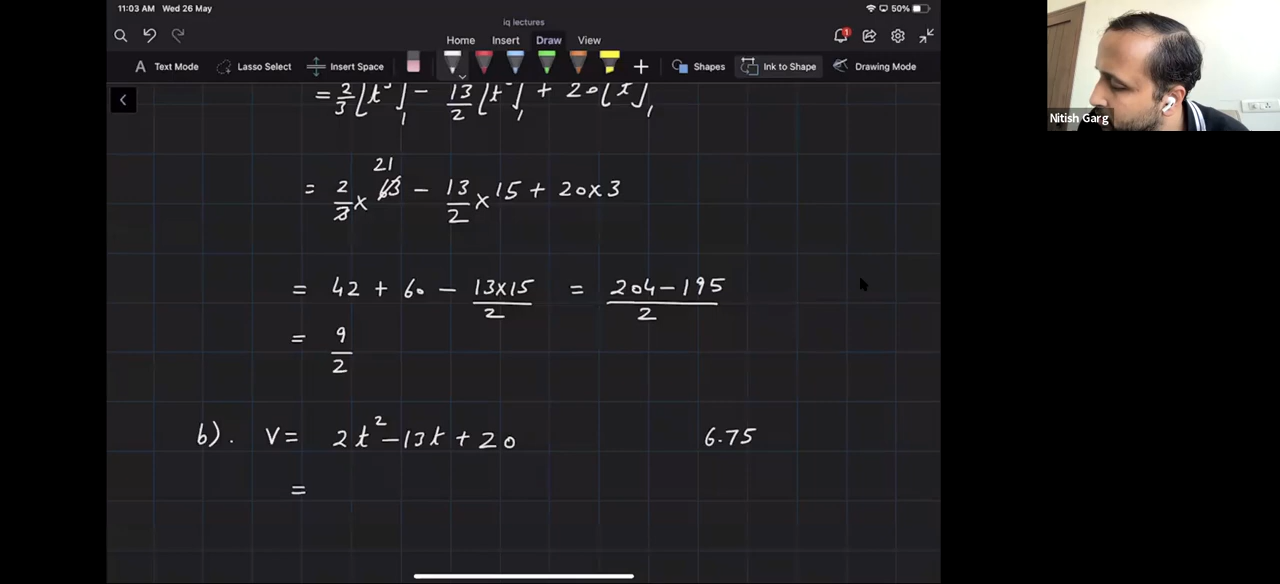 11:03 AM Wed 26 May
50%
iq lectures
Home Insert Draw View
Text Mode Lasso Select Insert Space Shapes Ink to Shape Drawing Mode
Nitish Garg
= 2/3 [t³]₁ − 13/2 [t²]₁ + 20[t]₁
21
= 2/3 × 63 − 13/2 × 15 + 20×3
= 42 + 60 − 13×15/2 = 204−195/2
= 9/2
b). V = 2t² − 13t + 20 6.75
=